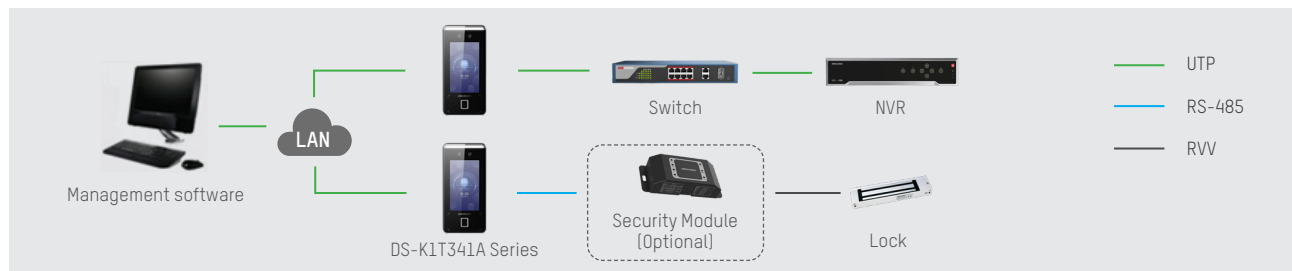 LAN
Management software
Switch
NVR
DS-K1T341A Series
Security Module
(Optional)
Lock
UTP
RS-485
RVV